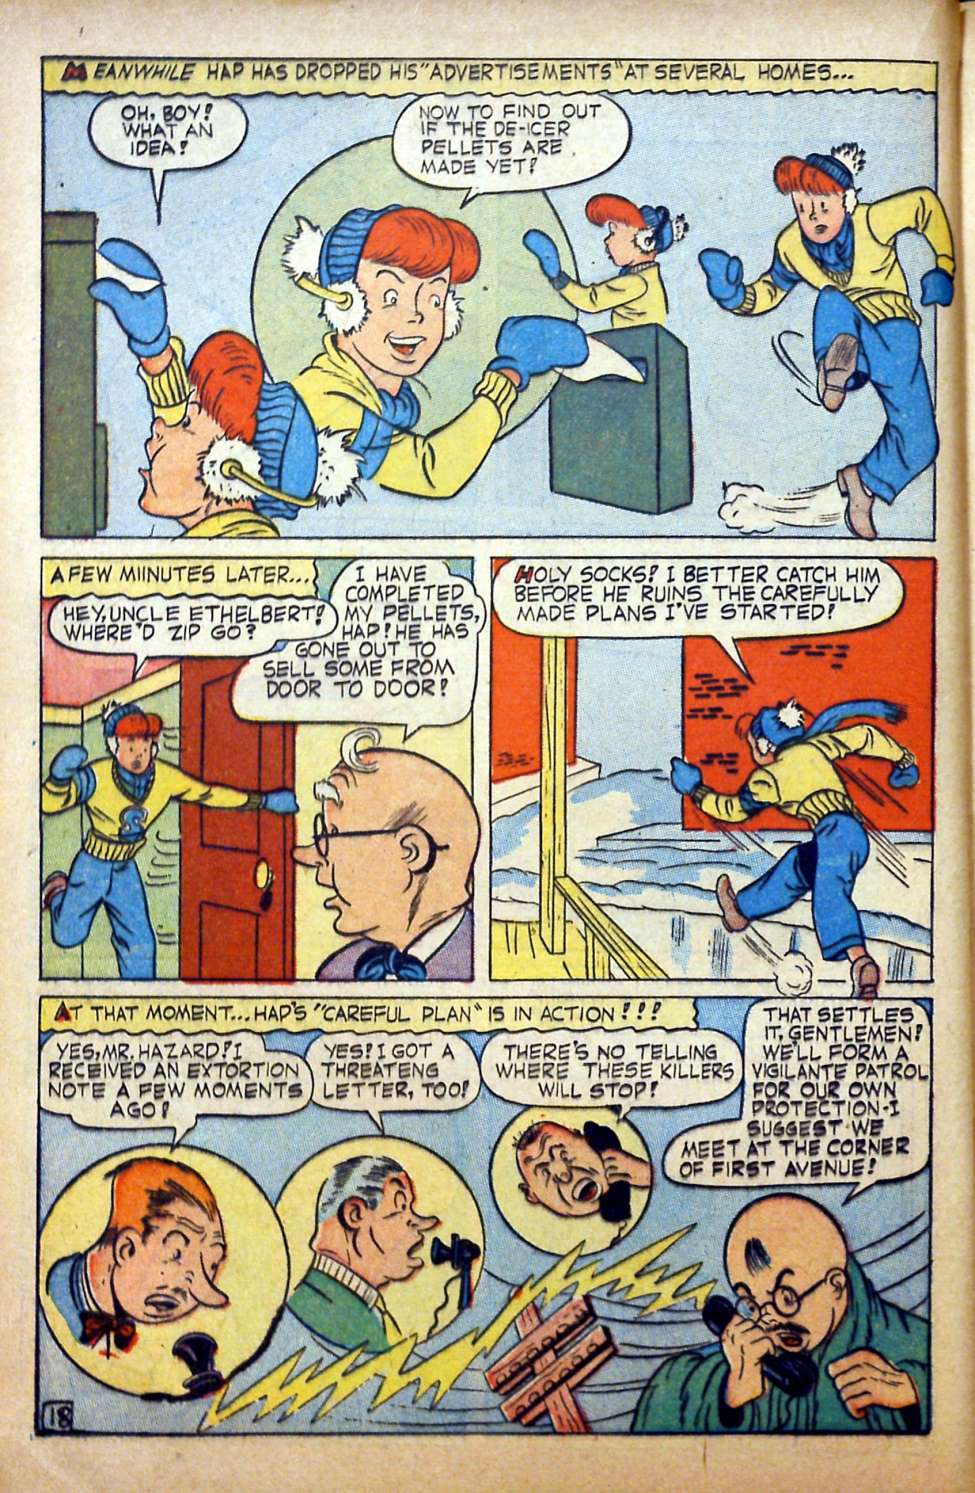 MEANWHILE HAP HAS DROPPED HIS "ADVERTISEMENTS" AT SEVERAL HOMES...
OH, BOY!
WHAT AN
IDEA!
NOW TO FIND OUT
IF THE DE-ICER
PELLETS ARE
MADE YET!
A FEW MIINUTES LATER...
HEY, UNCLE ETHELBERT!
WHERE'D ZIP GO?
I HAVE
COMPLETED
MY PELLETS,
HAP! HE HAS
GONE OUT TO
SELL SOME FROM
DOOR TO DOOR!
HOLY SOCKS! I BETTER CATCH HIM
BEFORE HE RUINS THE CAREFULLY
MADE PLANS I'VE STARTED!
S
AT THAT MOMENT... HAP'S "CAREFUL PLAN" IS IN ACTION!!!
YES, MR. HAZARD! I
RECEIVED AN EXTORTION
NOTE A FEW MOMENTS
AGO!
YES! I GOT A
THREATENG
LETTER, TOO!
THERE'S NO TELLING
WHERE THESE KILLERS
WILL STOP!
THAT SETTLES
IT, GENTLEMEN!
WE'LL FORM A
VIGILANTE PATROL
FOR OUR OWN
PROTECTION-I
SUGGEST WE
MEET AT THE CORNER
OF FIRST AVENUE!
18